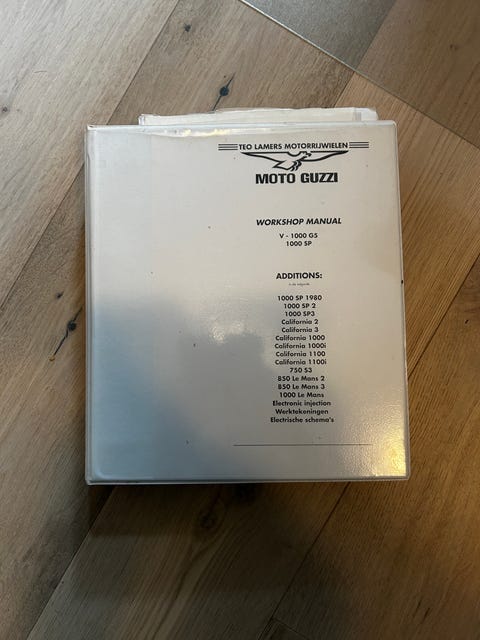 TEO LAMERS MOTORRIJWIELEN
MOTO GUZZI
WORKSHOP MANUAL
V - 1000 G5
1000 SP
ADDITIONS:
1000 SP 1980
1000 SP 2
1000 SP3
California 2
California 3
California 1000
California 1000i
California 1100
California 1100i
750 S3
850 Le Mans 2
850 Le Mans 3
1000 Le Mans
Electronic injection
Werktekeningen
Electrische schema's